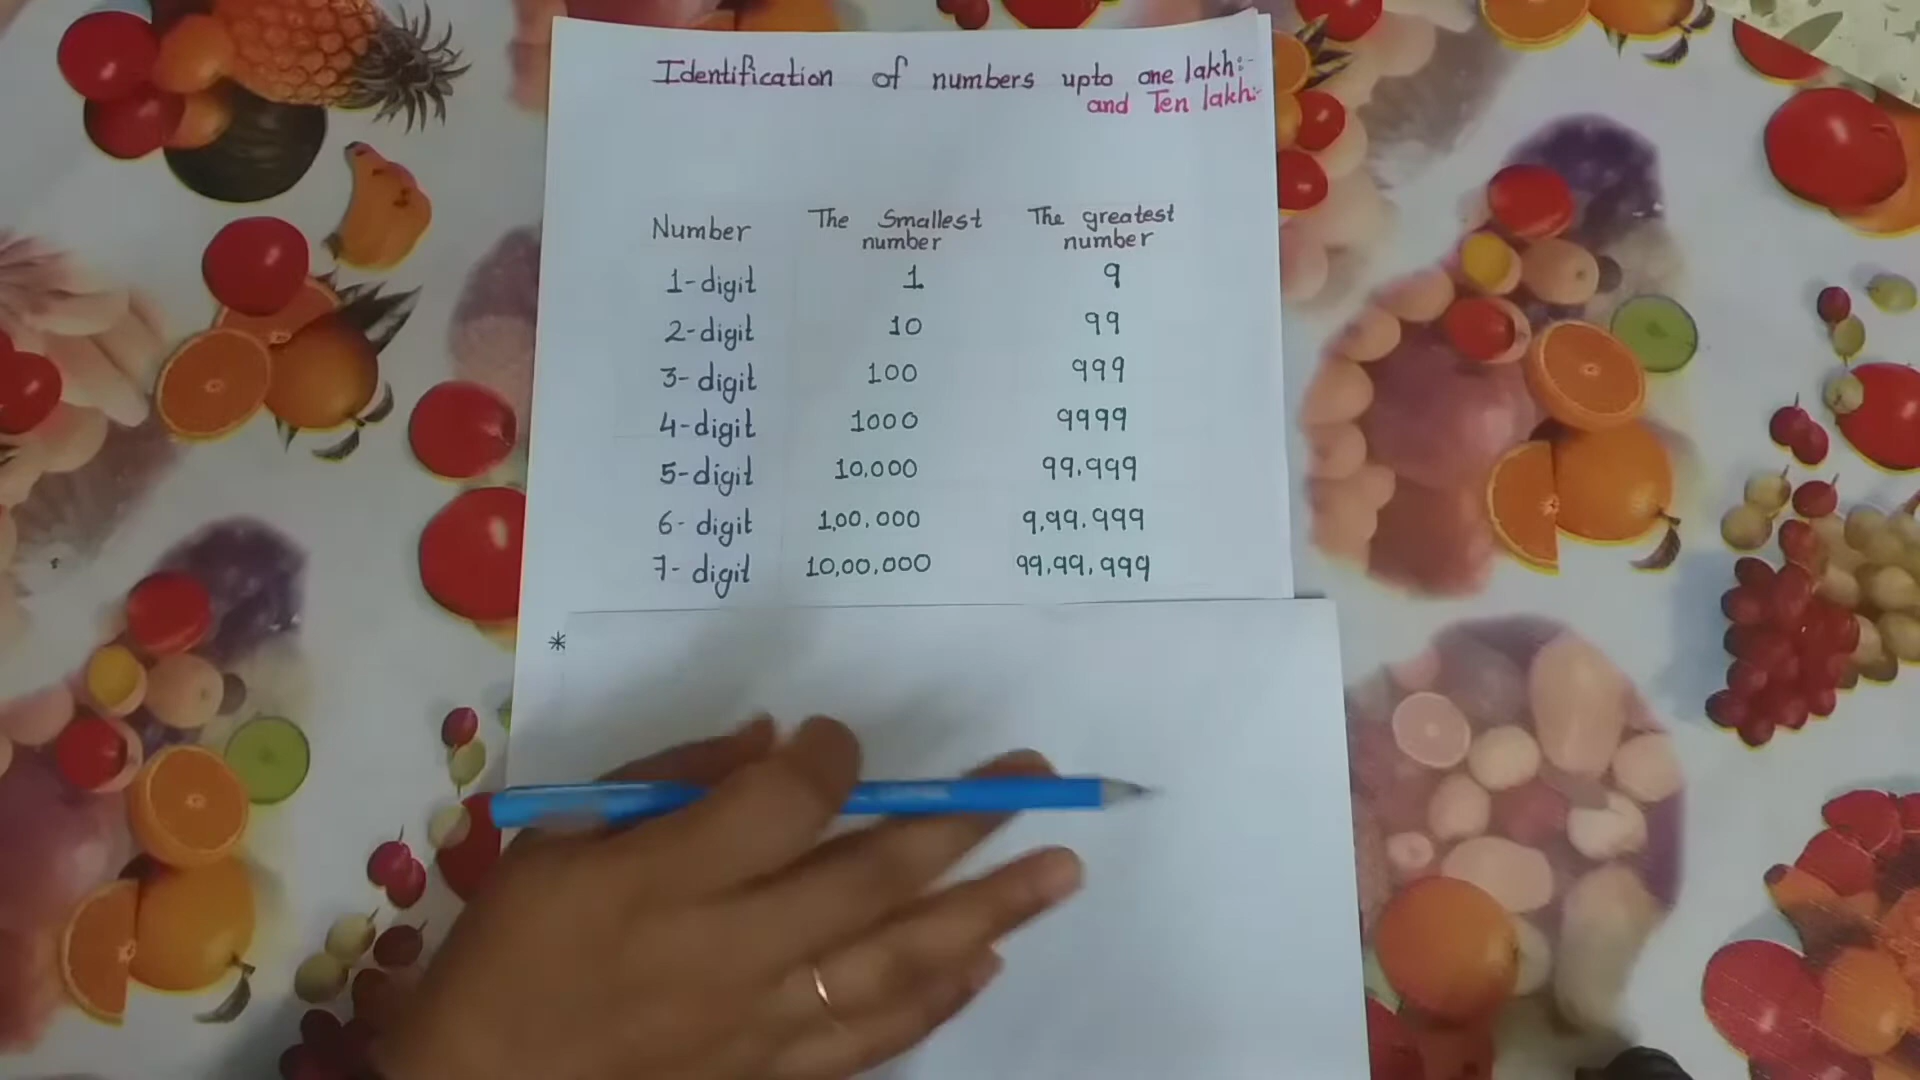 Identification of numbers upto one lakh:-
and Ten lakh:-
Number The Smallest number The greatest number
1-digit 1 9
2-digit 10 99
3-digit 100 999
4-digit 1000 9999
5-digit 10,000 99,999
6-digit 1,00,000 9,99,999
7-digit 10,00,000 99,99,999
*